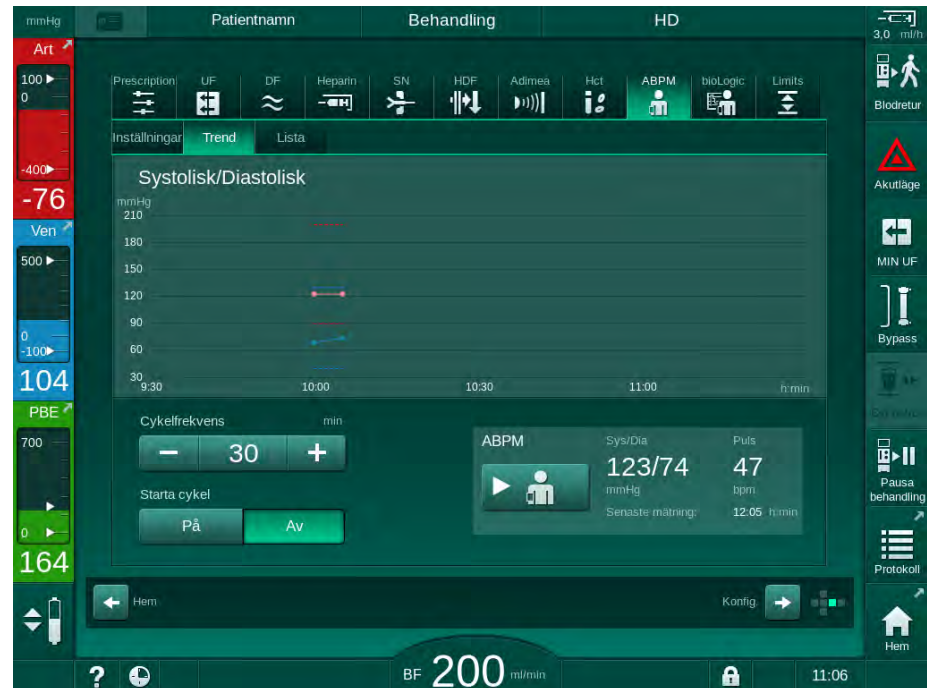 mmHg Patientnamn Behandling HD 3,0 ml/h
Art
100
0
-400
-76
Ven
500
0
-100
104
PBE
700
0
164
Prescription UF DF Heparin SN HDF Adimea Hct ABPM bioLogic Limits
Inställningar Trend Lista
Systolisk/Diastolisk
mmHg
210
180
150
120
90
60
30
9:30 10:00 10:30 11:00 h:min
Cykelfrekvens min
30
Starta cykel
På Av
ABPM Sys/Dia Puls
123/74 47
mmHg bpm
Senaste mätning: 12:05 h:min
Hem Konfig.
Blodretur
Akutläge
MIN UF
Bypass
Pausa
behandling
Protokoll
Hem
? BF 200 ml/min 11:06